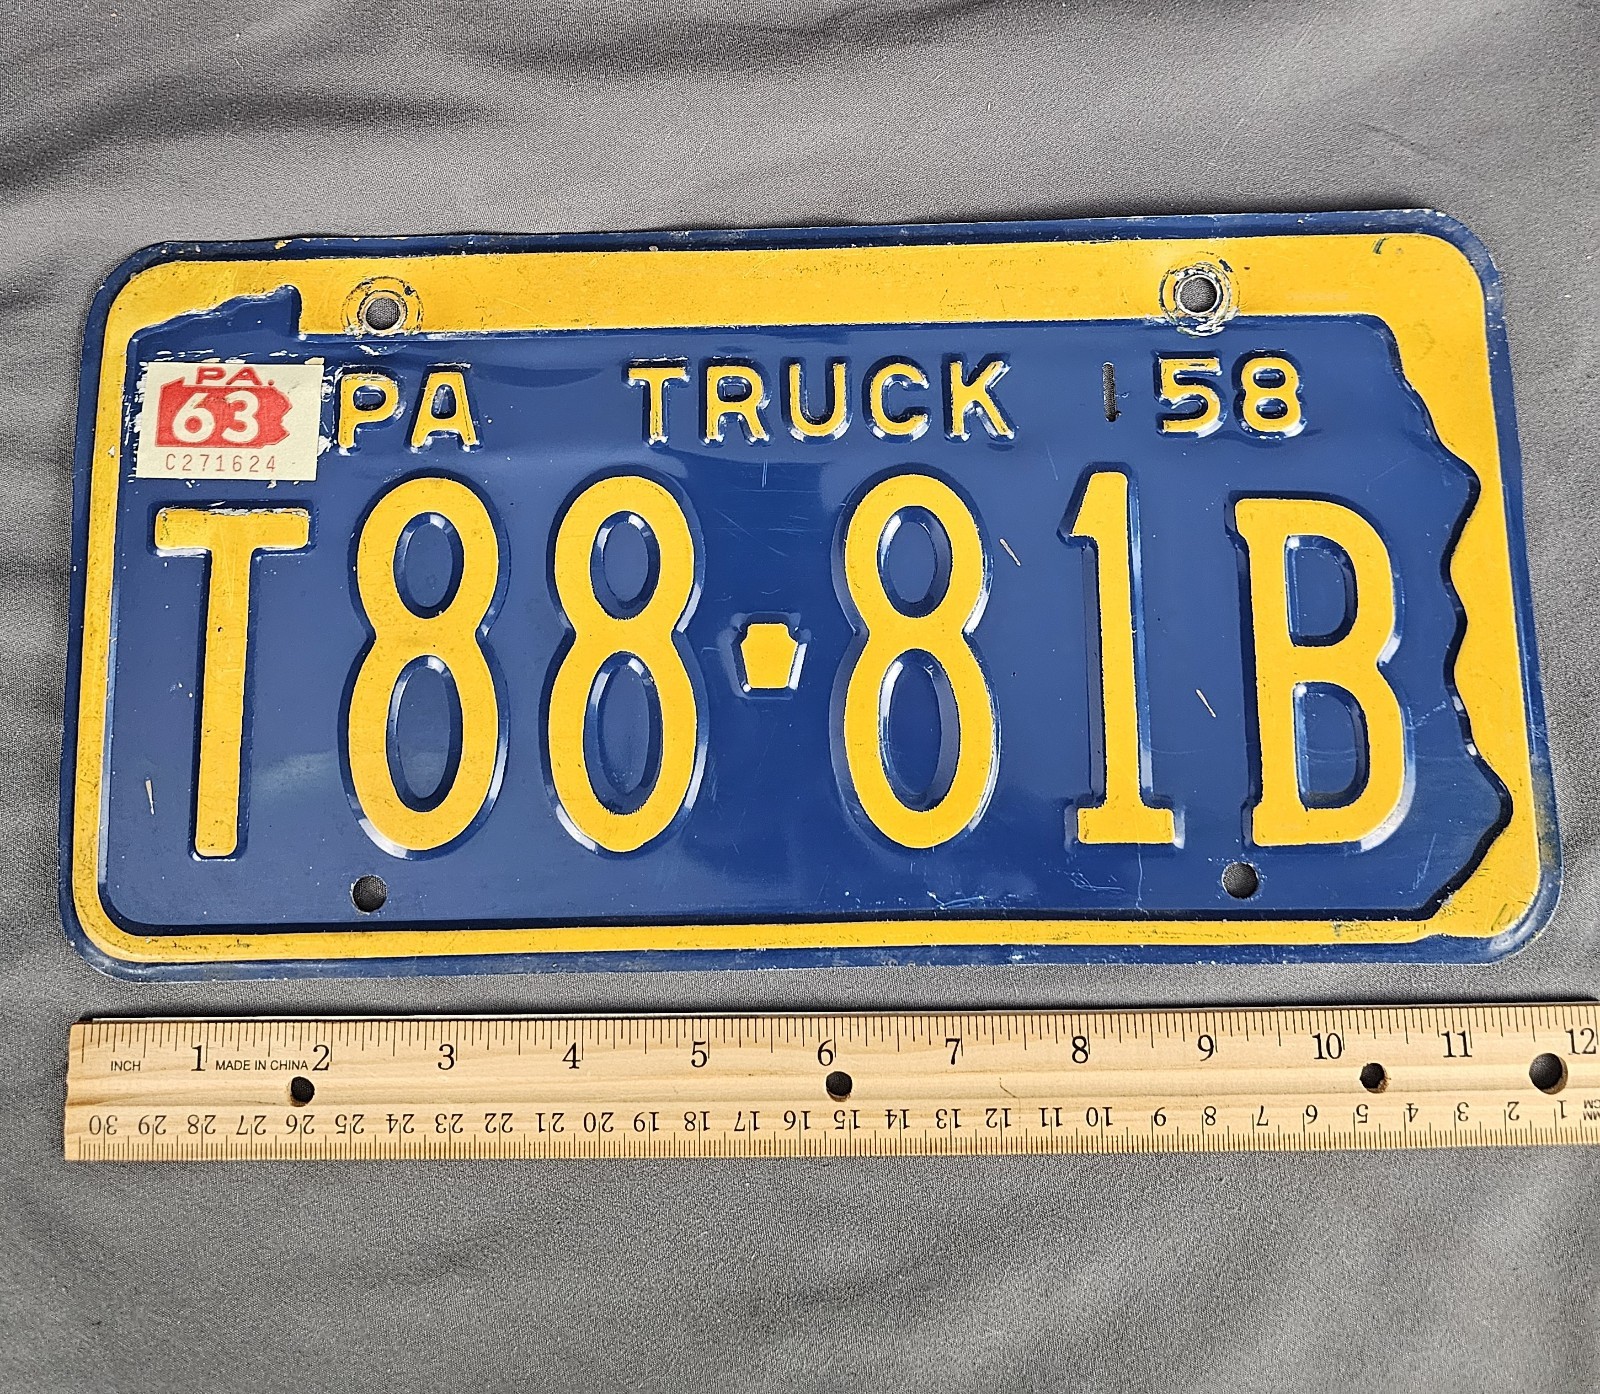 PA TRUCK 58
PA.
63
C271624
T88 81B
1 2 3 4 5 6 7 8 9 10 11 12
INCH MADE IN CHINA
30 29 28 27 26 25 24 23 22 21 20 19 18 17 16 15 14 13 12 11 10 9 8 7 6 5 4 3 2 1 MM
CM